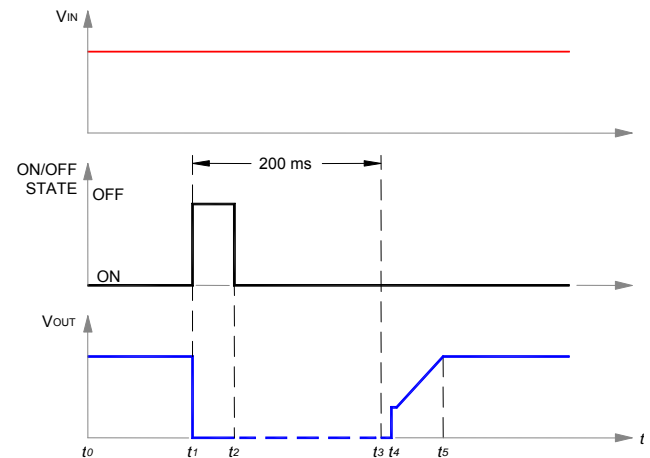 VIN
200 ms
ON/OFF
STATE
OFF
ON
VOUT
t
t0 t1 t2 t3 t4 t5